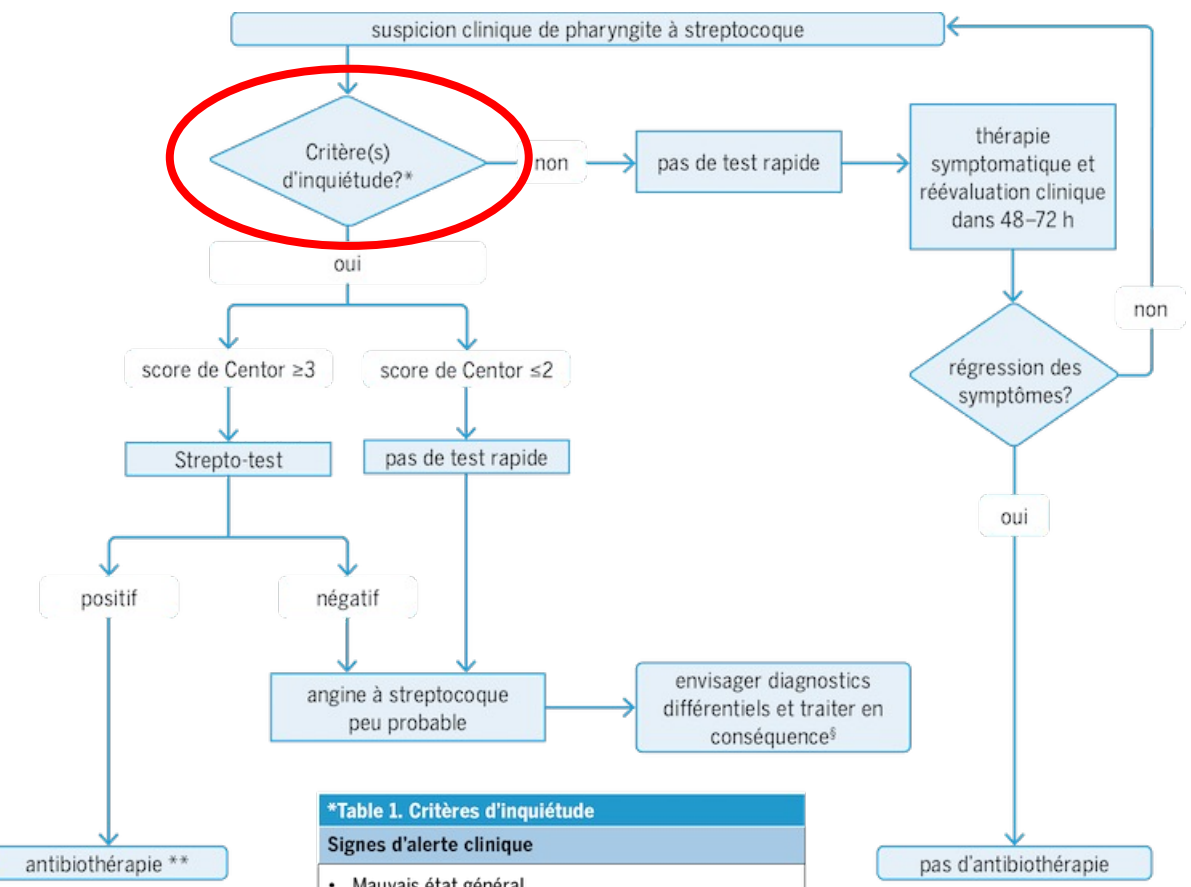 suspicion clinique de pharyngite à streptocoque
Critère(s)
d'inquiétude?*
non
pas de test rapide
thérapie
symptomatique et
réévaluation clinique
dans 48–72 h
oui
non
score de Centor ≥3
score de Centor ≤2
régression des
symptômes?
Strepto-test
pas de test rapide
oui
positif
négatif
angine à streptocoque
peu probable
envisager diagnostics
différentiels et traiter en
conséquence§
*Table 1. Critères d'inquiétude
Signes d'alerte clinique
antibiothérapie **
pas d'antibiothérapie
• Mauvais état général